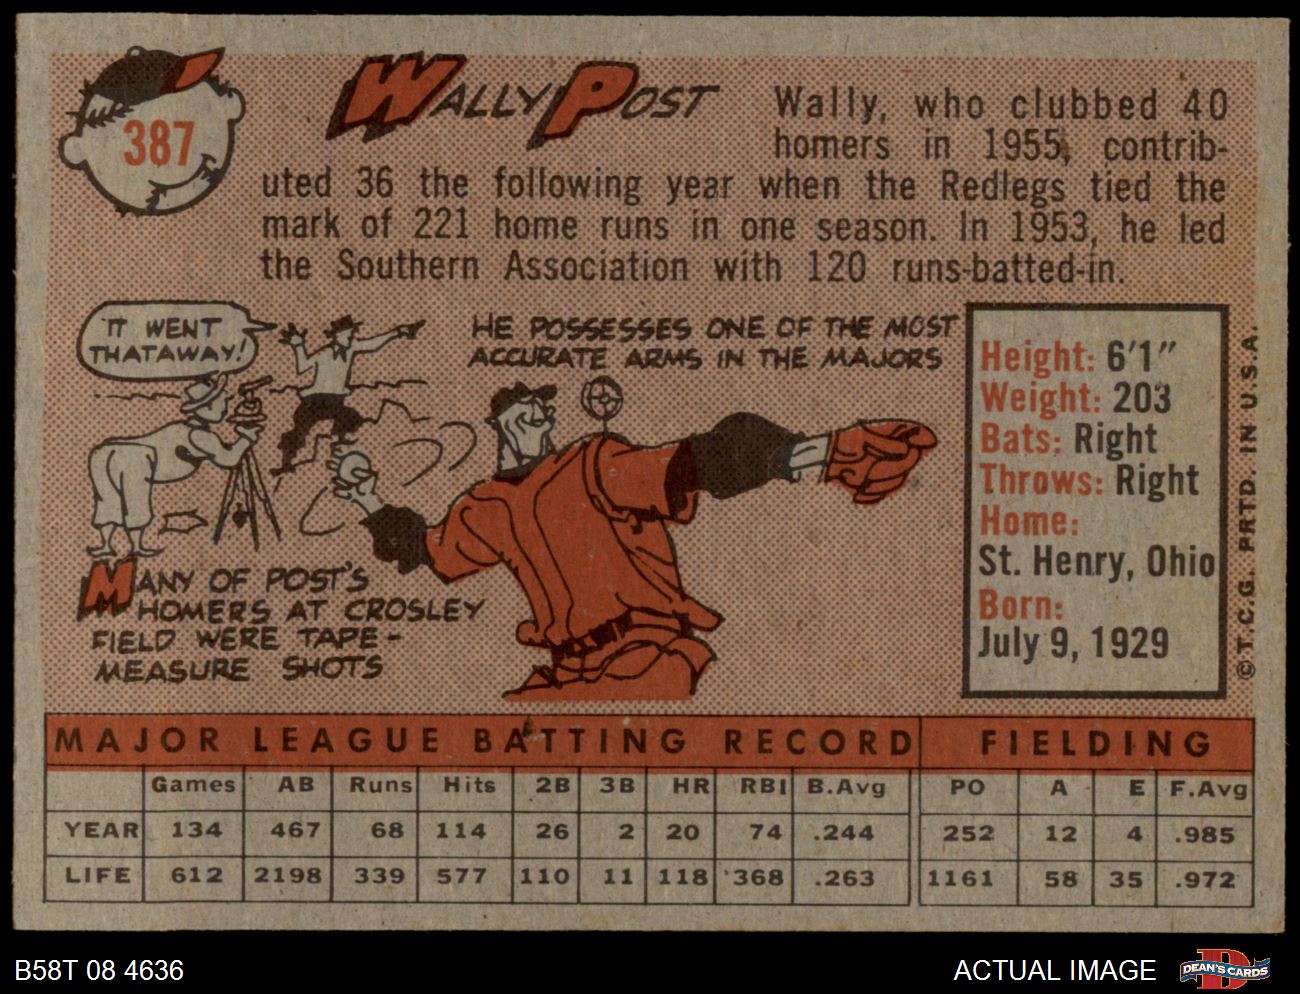 387
WALLY POST
Wally, who clubbed 40
homers in 1955, contrib-
uted 36 the following year when the Redlegs tied the
mark of 221 home runs in one season. In 1953, he led
the Southern Association with 120 runs-batted-in.
IT WENT
THATAWAY!
HE POSSESSES ONE OF THE MOST
ACCURATE ARMS IN THE MAJORS
MANY OF POST'S
HOMERS AT CROSLEY
FIELD WERE TAPE-
MEASURE SHOTS
Height: 6'1"
Weight: 203
Bats: Right
Throws: Right
Home:
St. Henry, Ohio
Born:
July 9, 1929
© T.C.G. PRTD. IN U.S.A.
MAJOR LEAGUE BATTING RECORD FIELDING
Games AB Runs Hits 2B 3B HR RBI B.Avg PO A E F.Avg
YEAR 134 467 68 114 26 2 20 74 .244 252 12 4 .985
LIFE 612 2198 339 577 110 11 118 368 .263 1161 58 35 .972
B58T 08 4636
ACTUAL IMAGE
D
DEAN'S CARDS